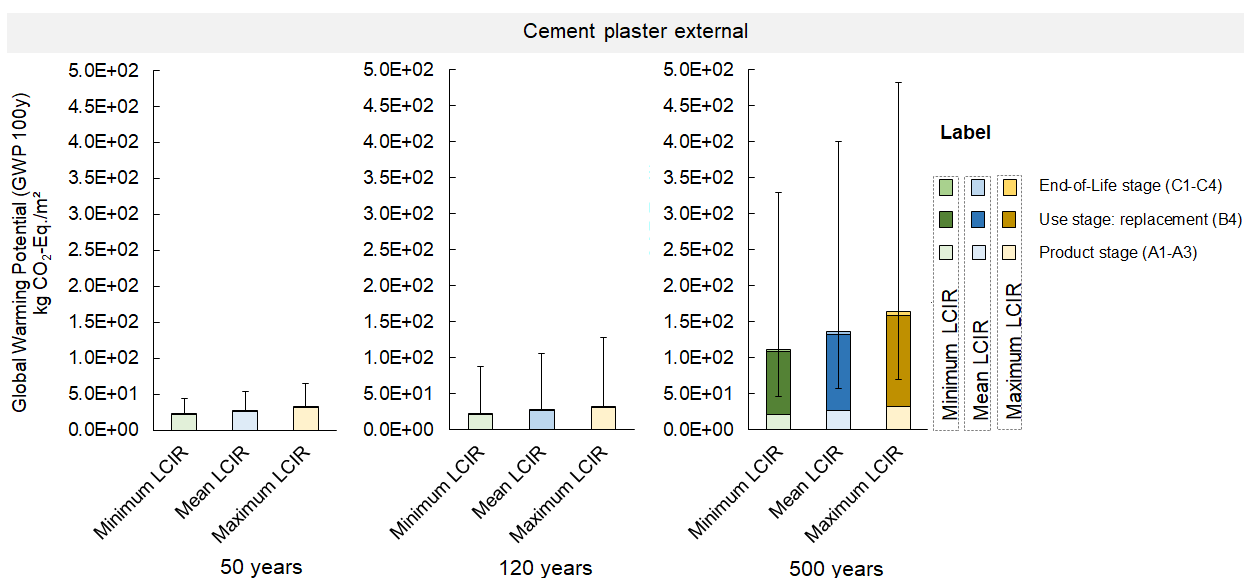 Cement plaster external
Global Warming Potential (GWP 100y)
kg CO₂-Eq./m²
5.0E+02
4.5E+02
4.0E+02
3.5E+02
3.0E+02
2.5E+02
2.0E+02
1.5E+02
1.0E+02
5.0E+01
0.0E+00
Minimum LCIR
Mean LCIR
Maximum LCIR
50 years
5.0E+02
4.5E+02
4.0E+02
3.5E+02
3.0E+02
2.5E+02
2.0E+02
1.5E+02
1.0E+02
5.0E+01
0.0E+00
Minimum LCIR
Mean LCIR
Maximum LCIR
120 years
5.0E+02
4.5E+02
4.0E+02
3.5E+02
3.0E+02
2.5E+02
2.0E+02
1.5E+02
1.0E+02
5.0E+01
0.0E+00
Minimum LCIR
Mean LCIR
Maximum LCIR
500 years
Label
End-of-Life stage (C1-C4)
Use stage: replacement (B4)
Product stage (A1-A3)
Minimum LCIR
Mean LCIR
Maximum LCIR